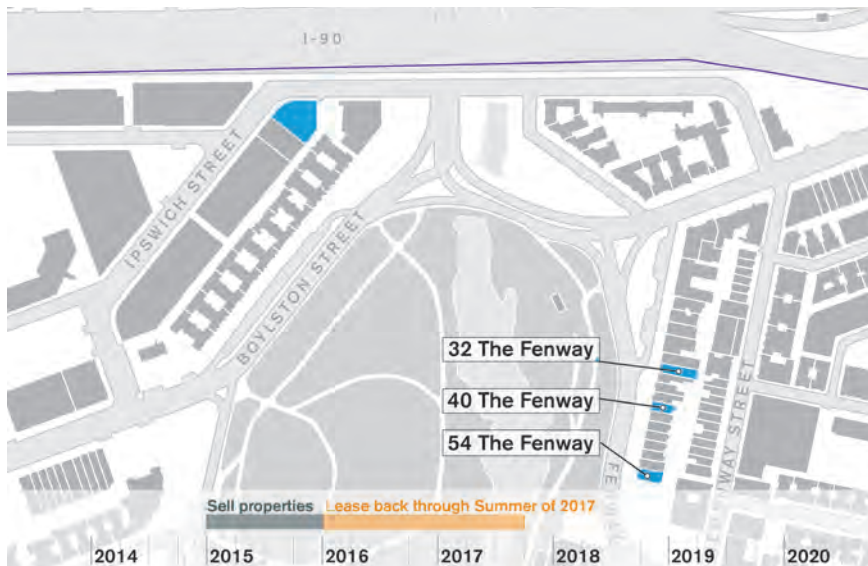 I-90
IPSWICH STREET
BOYLSTON STREET
32 The Fenway
40 The Fenway
54 The Fenway
STREET
Sell properties Lease back through Summer of 2017
2014 2015 2016 2017 2018 2019 2020